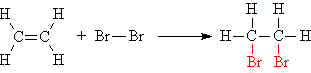 H H H H
C=C + Br—Br → H—C—C—H
H H Br Br